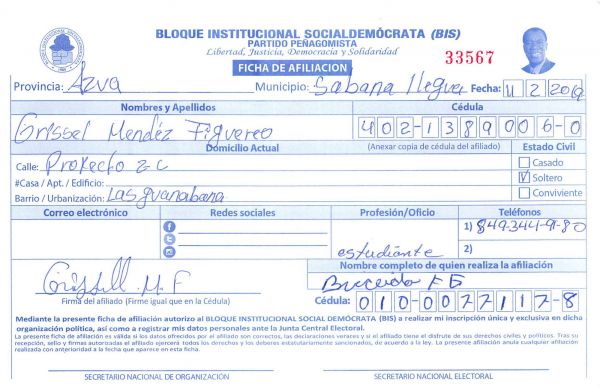 BLOQUE INSTITUCIONAL SOCIALDEMÓCRATA (BIS)
PARTIDO PEÑAGOMISTA
Libertad, Justicia, Democracia y Solidaridad
33567
FICHA DE AFILIACION
Provincia: Azva Municipio: Sabana lleguer Fecha: 11 2 2019
Nombres y Apellidos Cédula
Grissel Mendéz Figuereo 402-1389006-0
Domicilio Actual (Anexar copia de cédula del afiliado) Estado Civil
Calle: Proyecto 2-C Casado
#Casa / Apt. / Edificio: Soltero
Barrio / Urbanización: Las guanabana Conviviente
Correo electrónico Redes sociales Profesión/Oficio Teléfonos
1) 849-344-91-80
estudiante 2)
Nombre completo de quien realiza la afiliación
Grissell M. F
Firma del afiliado (Firme igual que en la Cédula) Cédula: 010-0077117-8
Mediante la presente ficha de afiliación autorizo al BLOQUE INSTITUCIONAL SOCIAL DEMÓCRATA (BIS) a realizar mi inscripción única y exclusiva en dicha
organización política, así como a registrar mis datos personales ante la Junta Central Electoral.
La presente ficha de afiliación es válida si los datos ofrecidos por el afiliado son correctos, las declaraciones veraces y si el afiliado tiene el disfrute de sus derechos civiles y políticos. Tras su
recepción, sello y firmas autorizadas el afiliado ejercerá todos los derechos y los deberes estatutariamente sancionados, de acuerdo a la ley. La presente afiliación anula cualquier afiliación
realizada con anterioridad a la fecha que aparece en esta ficha.
SECRETARIO NACIONAL DE ORGANIZACIÓN SECRETARIO NACIONAL ELECTORAL